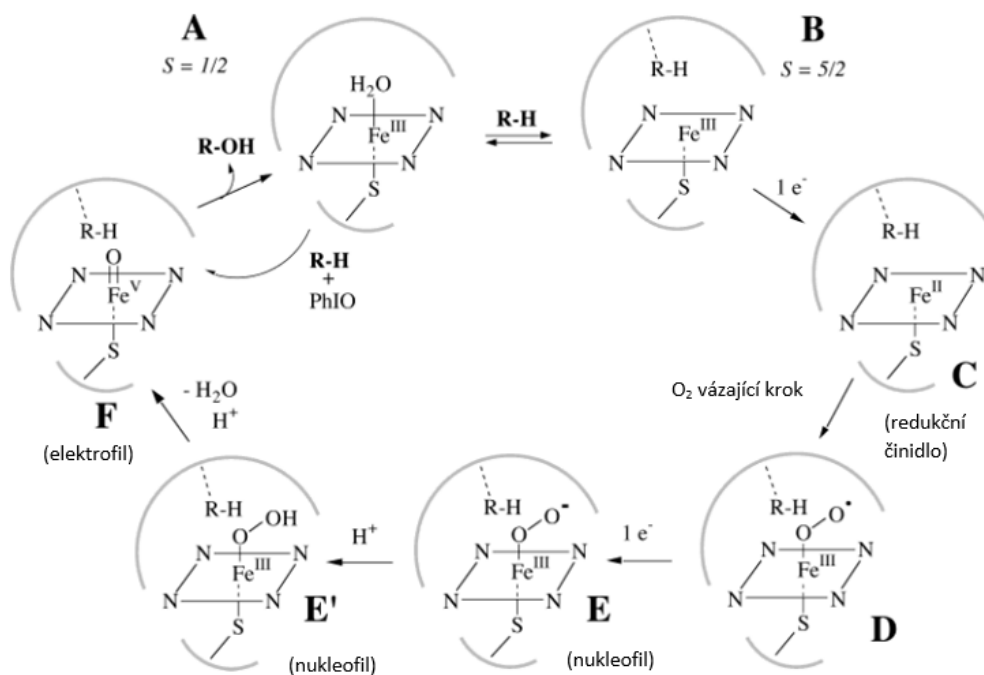 A
S = 1/2
H2O
N
N
FeIII
N
N
S
R-H
B
S = 5/2
R-H
N
N
FeIII
N
N
S
1 e-
R-H
N
N
FeII
N
N
S
C
(redukční
činidlo)
O2 vázající krok
R-H
O
O•
N
N
FeIII
N
N
S
D
1 e-
R-H
O
O-
N
N
FeIII
N
N
S
E
(nukleofil)
H+
R-H
O
OH
N
N
FeIII
N
N
S
E'
(nukleofil)
- H2O
H+
R-H
O
N
N
FeV
N
N
S
F
(elektrofil)
R-OH
R-H
+
PhIO